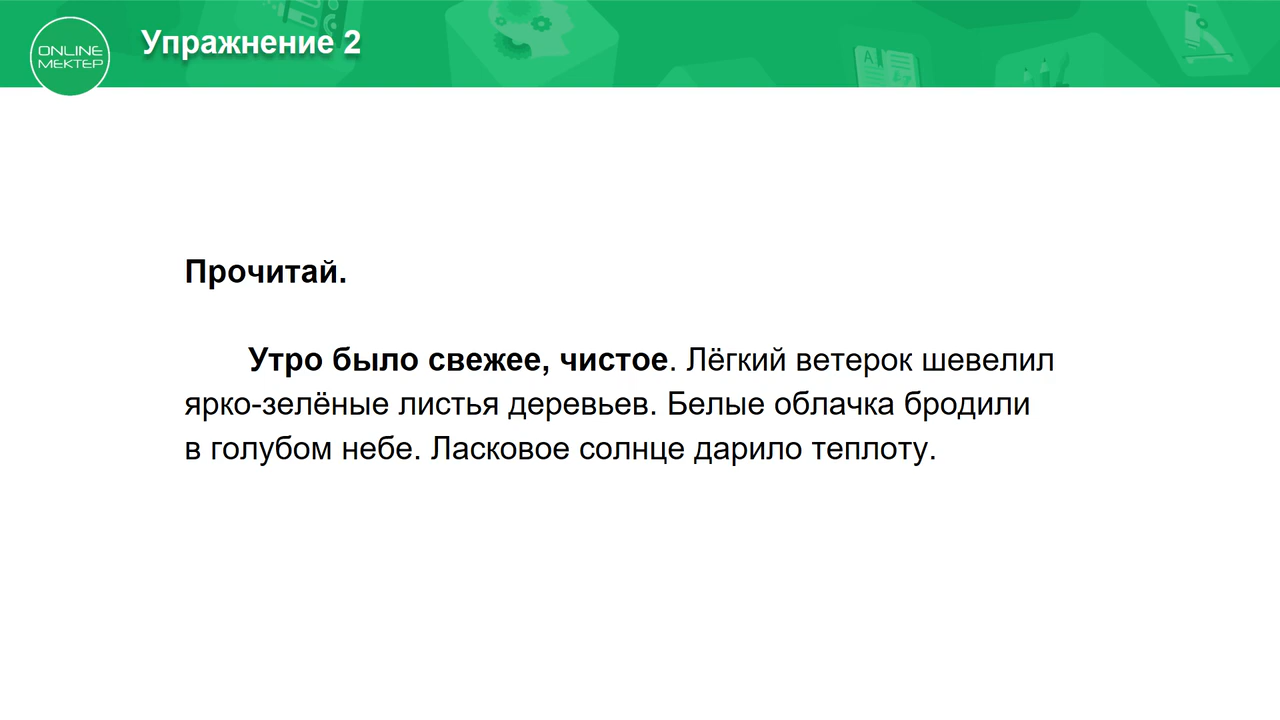 ONLINE
МЕКТЕР
Упражнение 2
Прочитай.
Утро было свежее, чистое. Лёгкий ветерок шевелил
ярко-зелёные листья деревьев. Белые облачка бродили
в голубом небе. Ласковое солнце дарило теплоту.